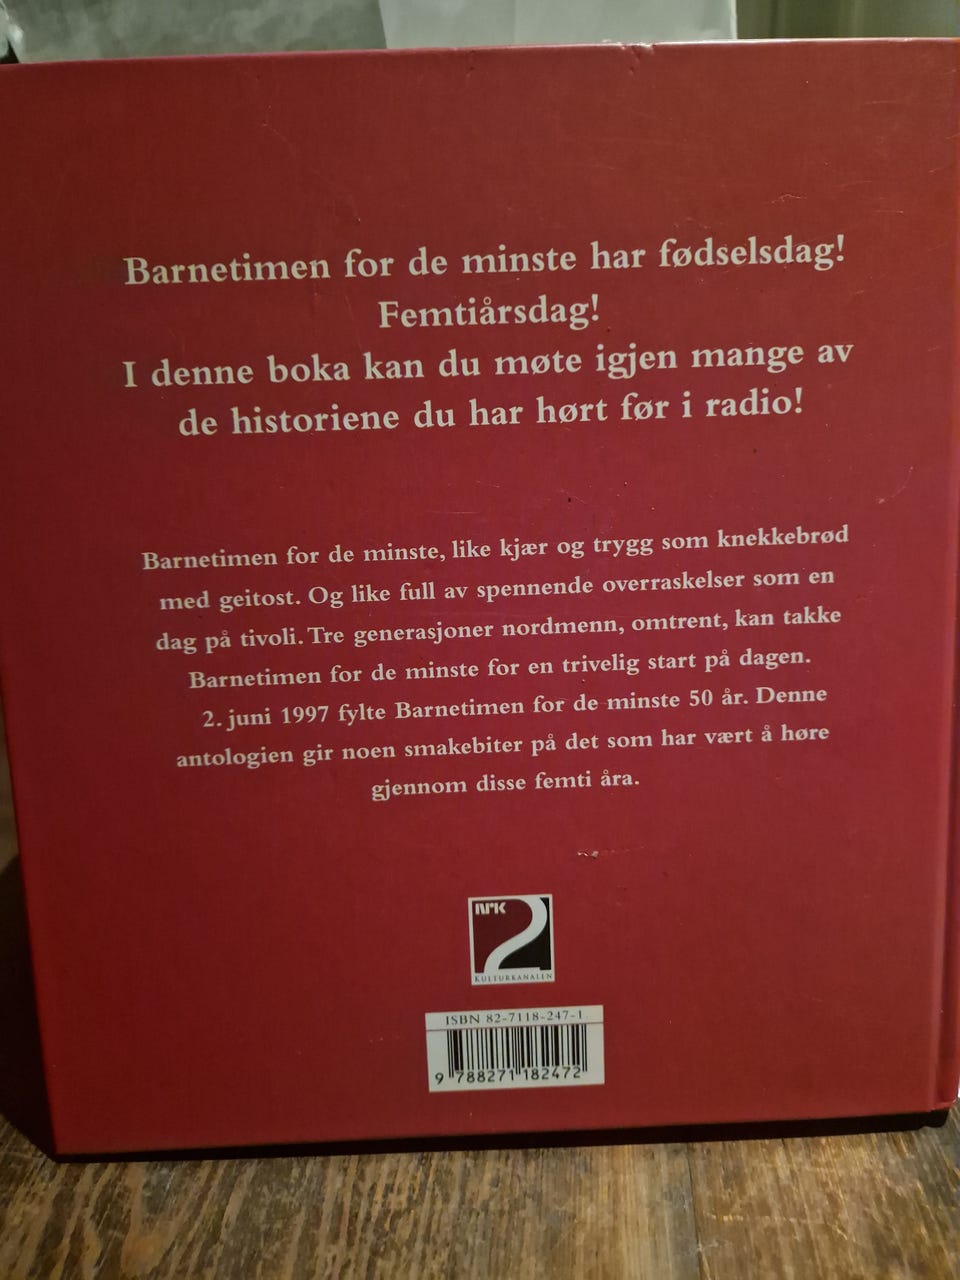 Barnetimen for de minste har fødselsdag!
Femtiårsdag!
I denne boka kan du møte igjen mange av
de historiene du har hørt før i radio!
Barnetimen for de minste, like kjær og trygg som knekkebrød
med geitost. Og like full av spennende overraskelser som en
dag på tivoli. Tre generasjoner nordmenn, omtrent, kan takke
Barnetimen for de minste for en trivelig start på dagen.
2. juni 1997 fylte Barnetimen for de minste 50 år. Denne
antologien gir noen smakebiter på det som har vært å høre
gjennom disse femti åra.
NRK
2
KULTURKANALEN
ISBN 82-7118-247-1
9 788271 182472